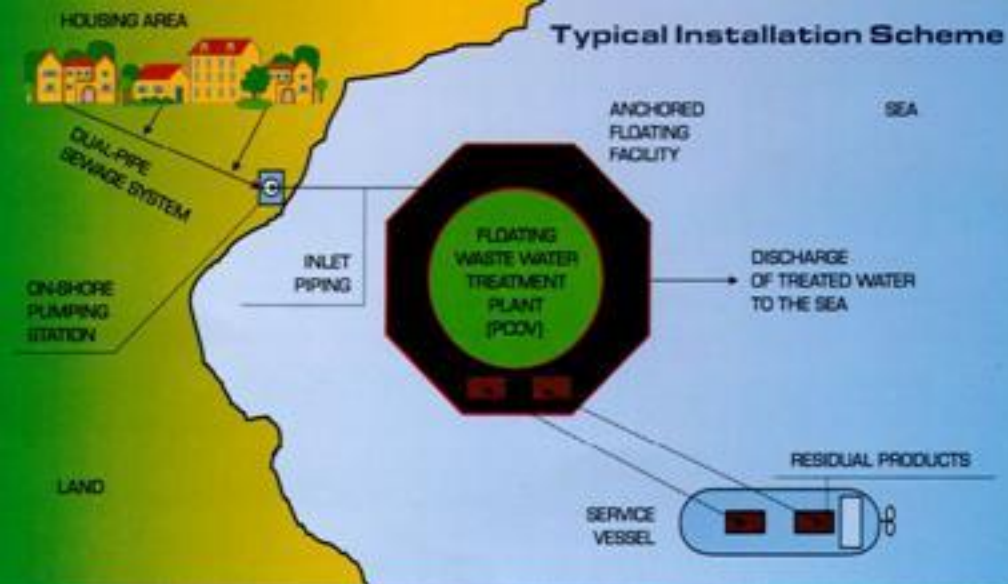 HOUSING AREA
Typical Installation Scheme
ANCHORED
FLOATING
FACILITY
SEA
DUAL-PIPE
SEWAGE SYSTEM
INLET
PIPING
FLOATING
WASTE WATER
TREATMENT
PLANT
(PCOV)
DISCHARGE
OF TREATED WATER
TO THE SEA
ON-SHORE
PUMPING
STATION
LAND
RESIDUAL PRODUCTS
SERVICE
VESSEL